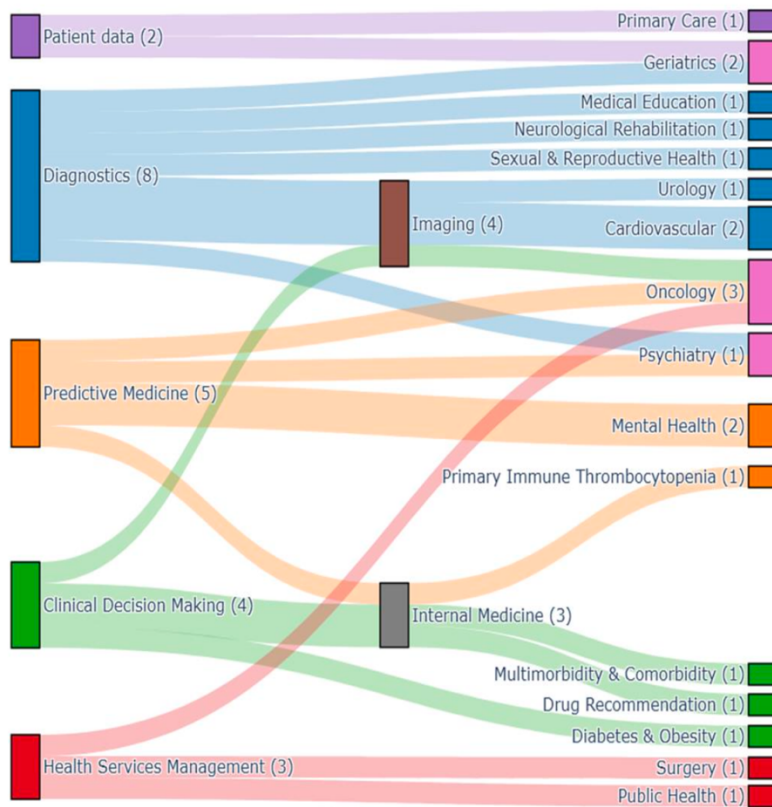 Patient data (2)
Primary Care (1)
Geriatrics (2)
Medical Education (1)
Neurological Rehabilitation (1)
Sexual & Reproductive Health (1)
Diagnostics (8)
Urology (1)
Imaging (4)
Cardiovascular (2)
Oncology (3)
Psychiatry (1)
Predictive Medicine (5)
Mental Health (2)
Primary Immune Thrombocytopenia (1)
Clinical Decision Making (4)
Internal Medicine (3)
Multimorbidity & Comorbidity (1)
Drug Recommendation (1)
Diabetes & Obesity (1)
Health Services Management (3)
Surgery (1)
Public Health (1)